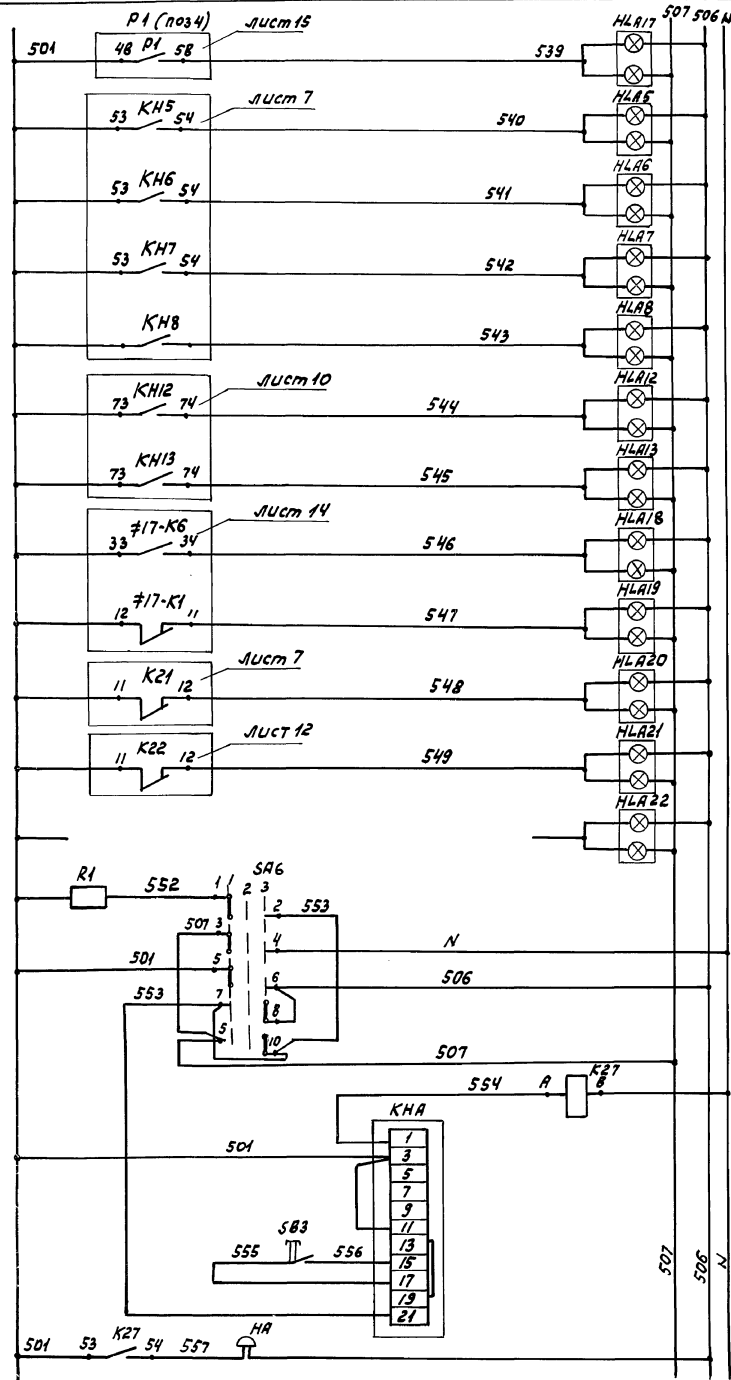 P1 (поз4) лист 15 HLA17 507 506 N
501 48 P1 58 539
КН5 лист 7 HLA5
53 54 540
КН6 HLA6
53 54 541
КН7 HLA7
53 54 542
КН8 HLA8
543
КН12 лист 10 HLA12
73 74 544
КН13 HLA13
73 74 545
≠17-К6 лист 14 HLA18
33 34 546
≠17-К1 HLA19
12 11 547
К21 лист 7 HLA20
11 12 548
К22 ЛИСТ 12 HLA21
11 12 549
HLA22
R1 SA6
552 1 1 2 3
2 553
507 3
4 N
501 5
6 506
553 7
8
5 10
507
554 A К27 B
КНА
1
501 3
5
7
9
11
SB3 13
555 556 15
17
19
21
507 506 N
501 53 К27 54 557 НА